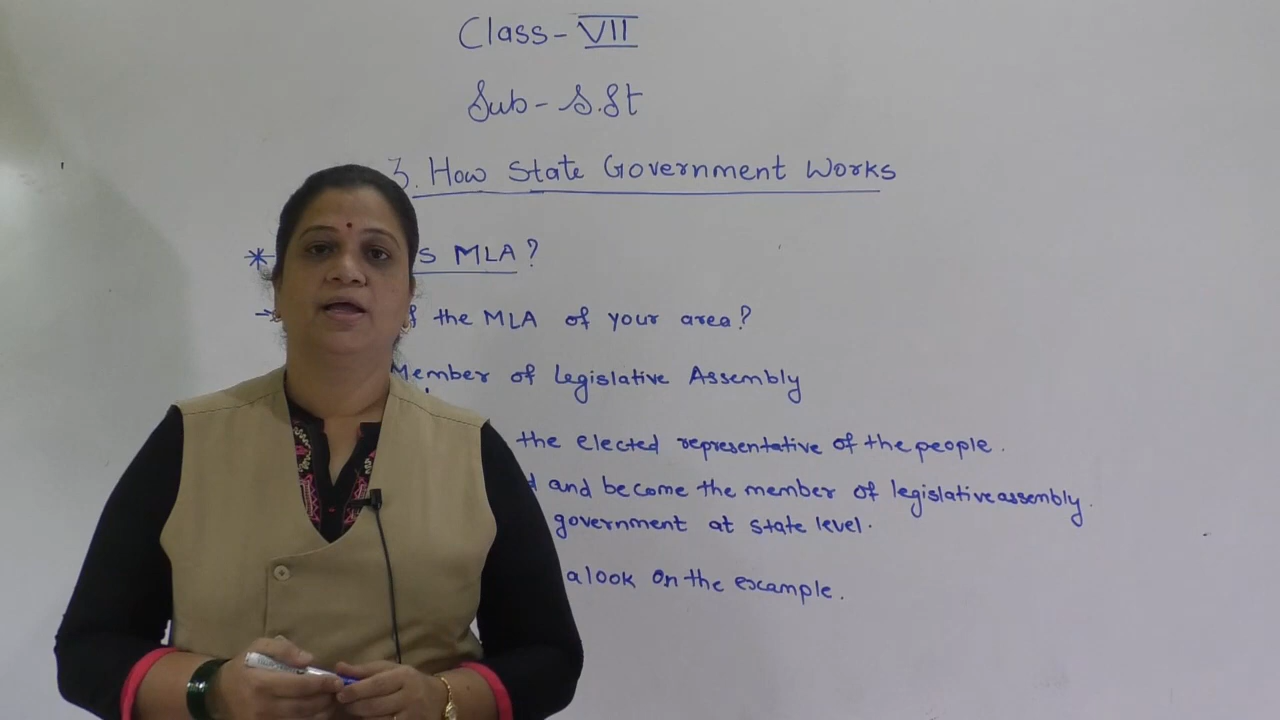 Class - VII
Sub - S.St
3. How State Government Works
* s MLA?
→ f the MLA of your area?
Member of Legislative Assembly
the elected representative of the people.
and become the member of legislative assembly.
government at state level.
a look on the escample.